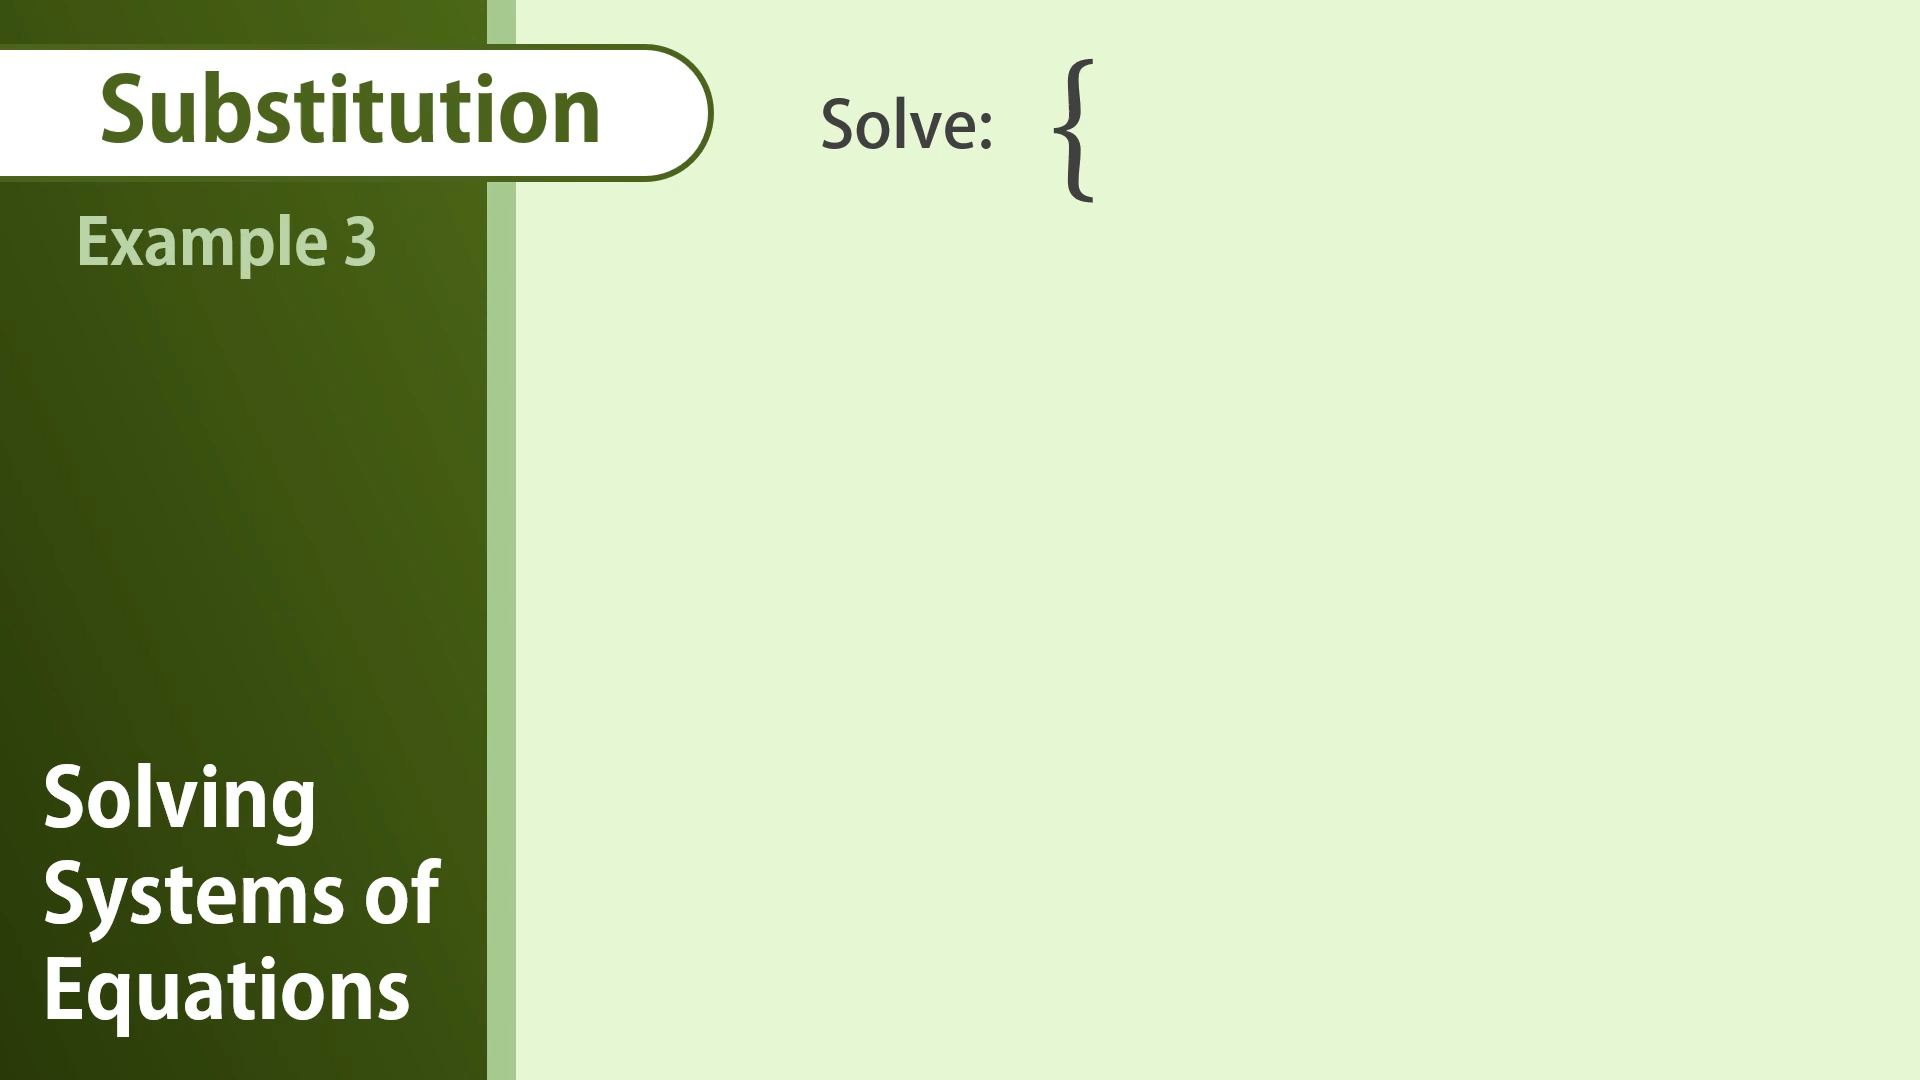 Substitution
Solve: {
Example 3
Solving
Systems of
Equations